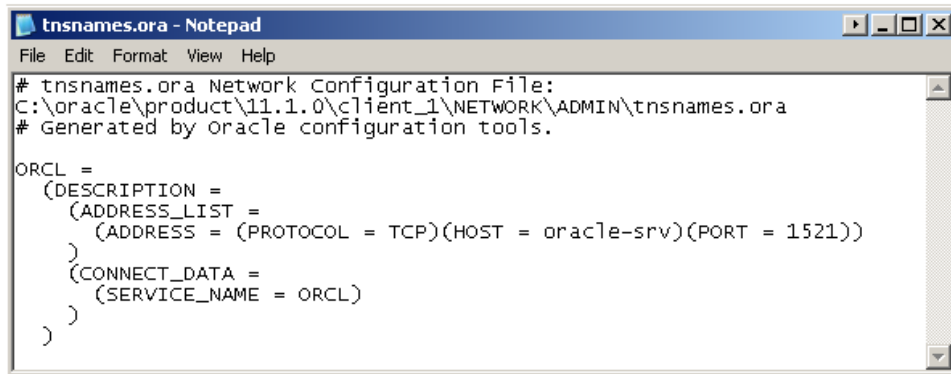 tnsnames.ora - Notepad
File Edit Format View Help
# tnsnames.ora Network Configuration File:
C:\oracle\product\11.1.0\client_1\NETWORK\ADMIN\tnsnames.ora
# Generated by Oracle configuration tools.
ORCL =
(DESCRIPTION =
(ADDRESS_LIST =
(ADDRESS = (PROTOCOL = TCP)(HOST = oracle-srv)(PORT = 1521))
)
(CONNECT_DATA =
(SERVICE_NAME = ORCL)
)
)